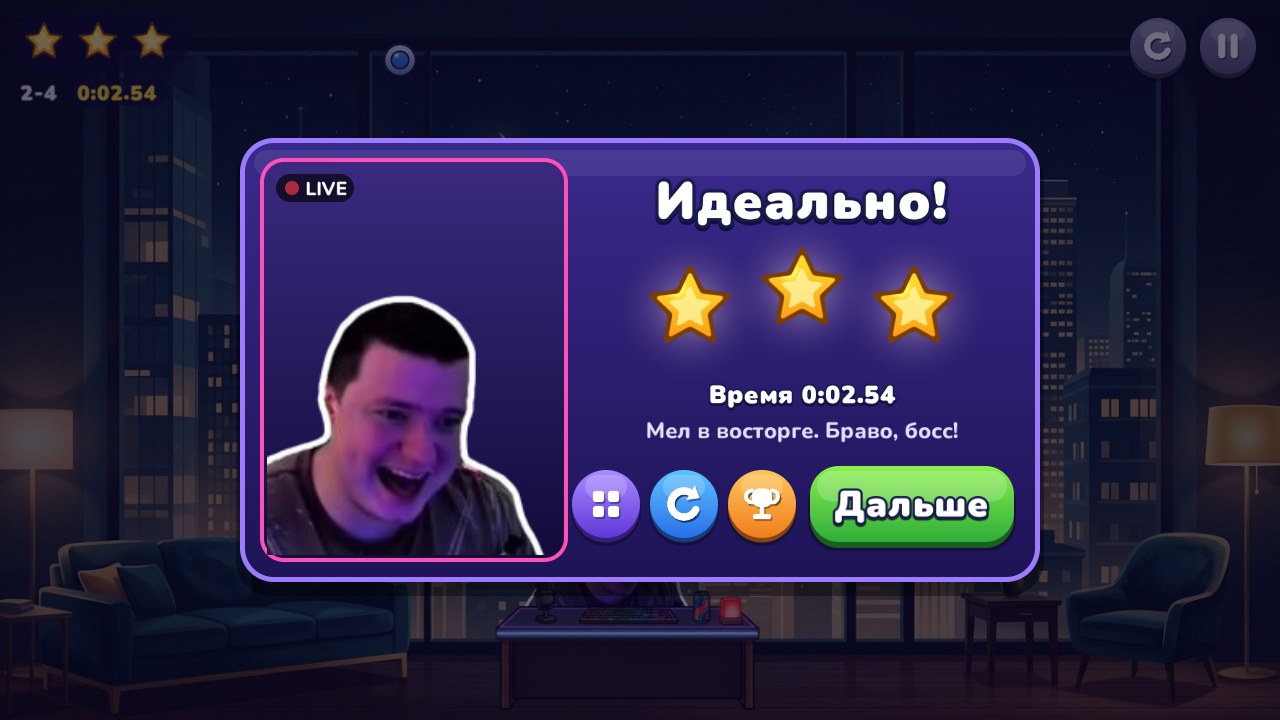 2-4 0:02.54
LIVE
Идеально!
Время 0:02.54
Мел в восторге. Браво, босс!
Дальше